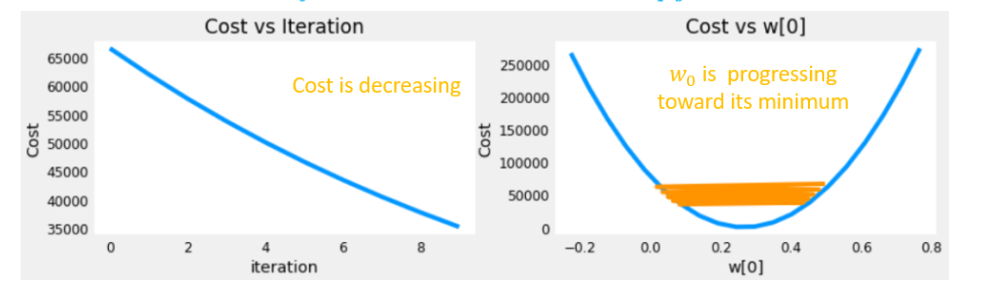 Cost vs Iteration
65000
60000
55000
50000
45000
40000
35000
Cost
Cost is decreasing
0 2 4 6 8
iteration
Cost vs w[0]
250000
200000
150000
100000
50000
0
Cost
w₀ is progressing
toward its minimum
−0.2 0.0 0.2 0.4 0.6 0.8
w[0]